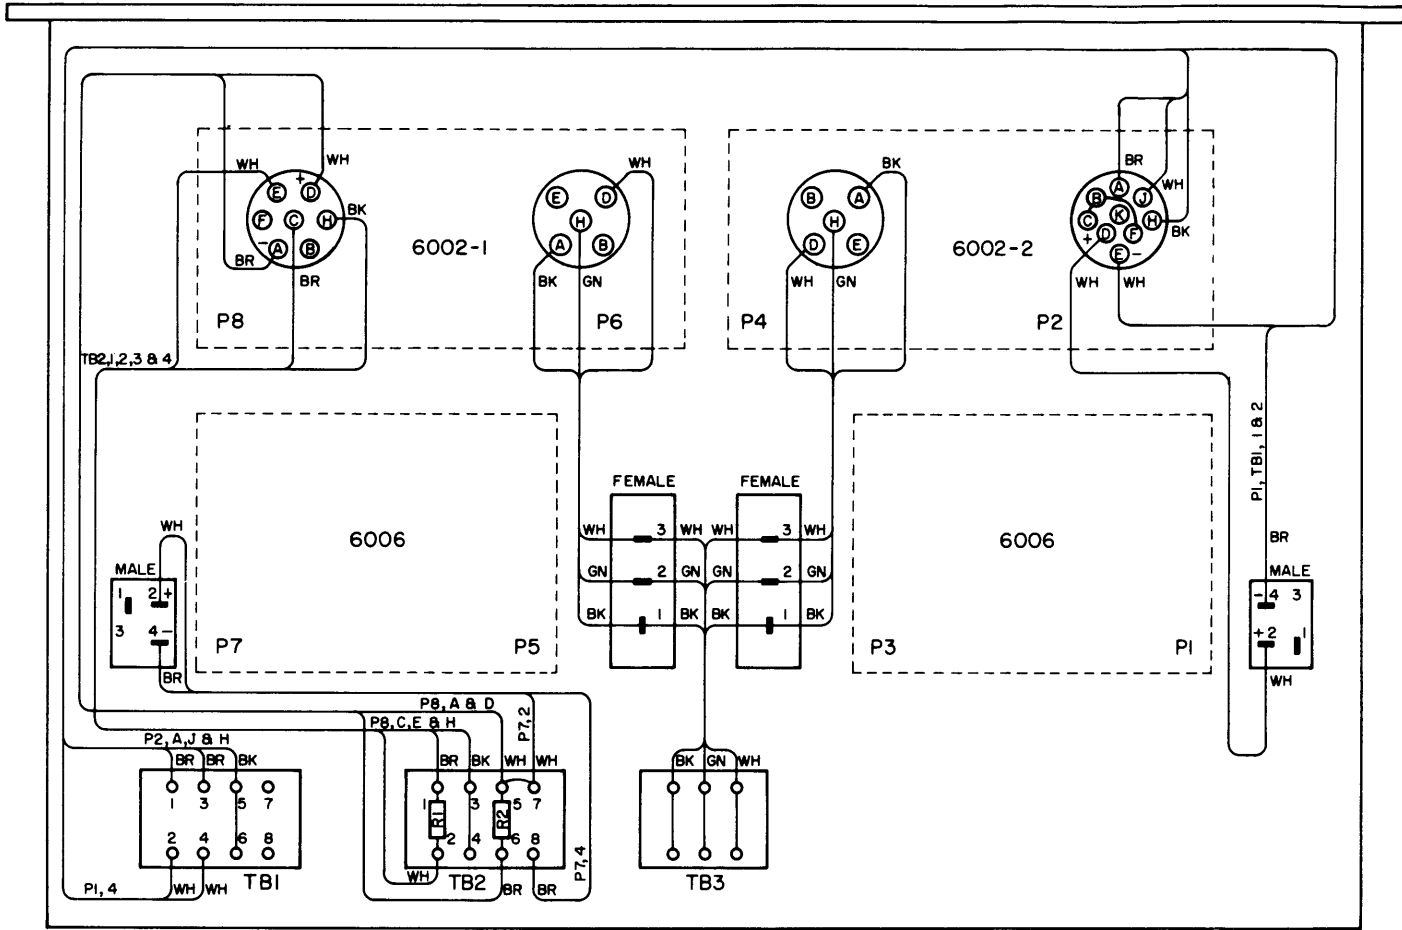 WH
WH
E
+
D
F
C
H
BK
−
A
B
BR
BR
6002-1
P8
E
D
WH
H
A
B
BK
GN
P6
B
A
BK
H
D
E
WH
GN
6002-2
P4
BR
A
B
J
WH
K
C
H
+
D
F
BK
E
−
WH
WH
P2
TB2,1,2,3 & 4
P1, TB1, 1 & 2
6006
P7
P5
6006
P3
P1
WH
MALE
1
2
+
3
4
−
BR
FEMALE
FEMALE
WH
3
WH
WH
3
WH
GN
2
GN
GN
2
GN
BK
1
BK
BK
1
BK
BR
MALE
−
4
3
+
2
1
WH
P8, A & D
P8, C, E & H
P7, 2
P2, A, J & H
BR
BR
BK
1
3
5
7
2
4
6
8
TB1
P1, 4
WH
WH
BR
BK
WH
WH
1
3
5
7
R1
R2
2
4
6
8
WH
TB2
BR
BR
P7, 4
BK
GN
WH
TB3